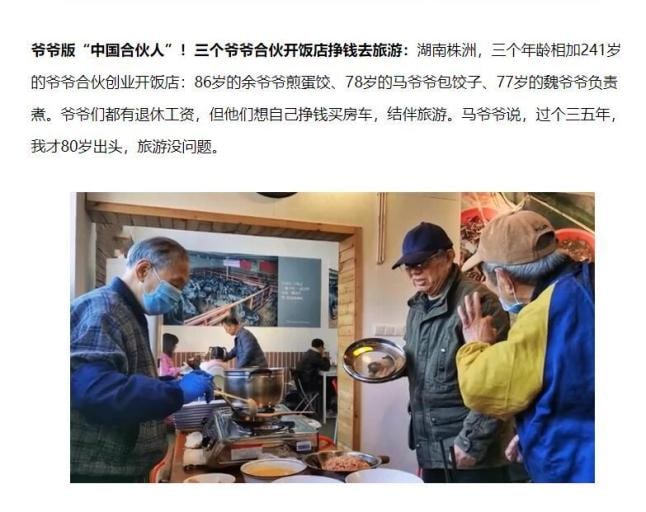 爷爷版“中国合伙人”！三个爷爷合伙开饭店挣钱去旅游：湖南株洲，三个年龄相加241岁
的爷爷合伙创业开饭店：86岁的余爷爷煎蛋饺、78岁的马爷爷包饺子、77岁的魏爷爷负责
煮。爷爷们都有退休工资，但他们想自己挣钱买房车，结伴旅游。马爷爷说，过个三五年，
我才80岁出头，旅游没问题。